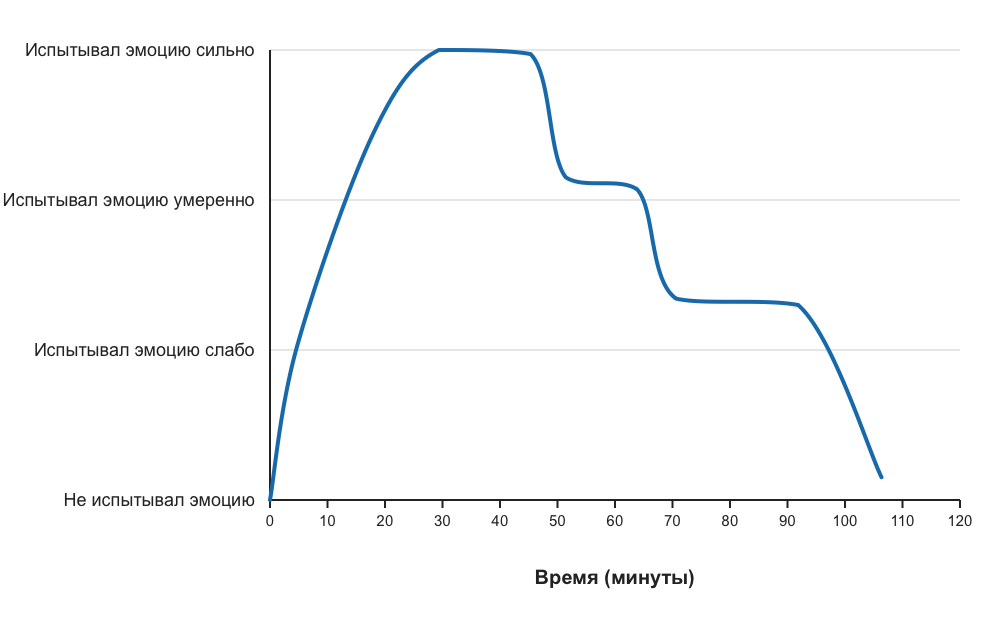 Испытывал эмоцию сильно
Испытывал эмоцию умеренно
Испытывал эмоцию слабо
Не испытывал эмоцию
0 10 20 30 40 50 60 70 80 90 100 110 120
Время (минуты)